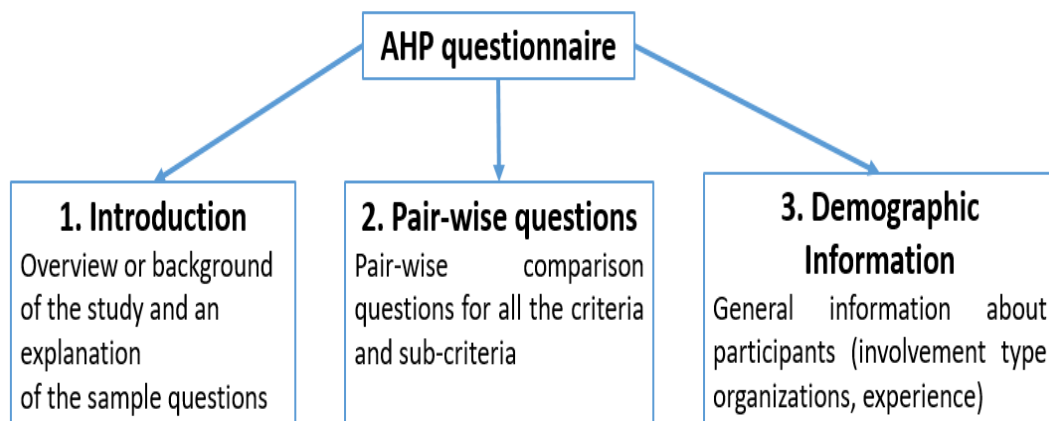 AHP questionnaire
1. Introduction
Overview or background
of the study and an
explanation
of the sample questions
2. Pair-wise questions
Pair-wise comparison
questions for all the criteria
and sub-criteria
3. Demographic
Information
General information about
participants (involvement type
organizations, experience)